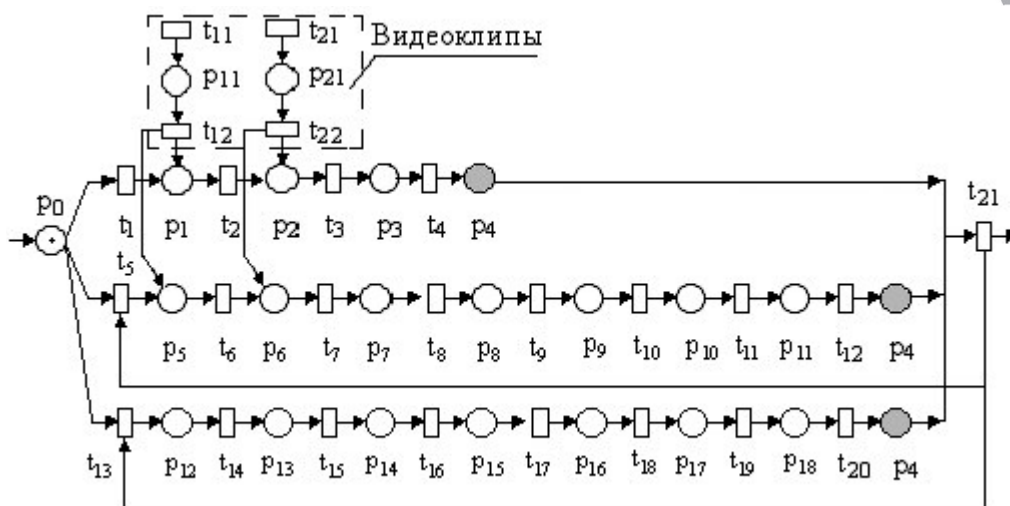 t11 t21 Видеоклипы
p11 p21
t12 t22
p0
t1 p1 t2 p2 t3 p3 t4 p4 t21
t5
p5 t6 p6 t7 p7 t8 p8 t9 p9 t10 p10 t11 p11 t12 p4
t13 p12 t14 p13 t15 p14 t16 p15 t17 p16 t18 p17 t19 p18 t20 p4